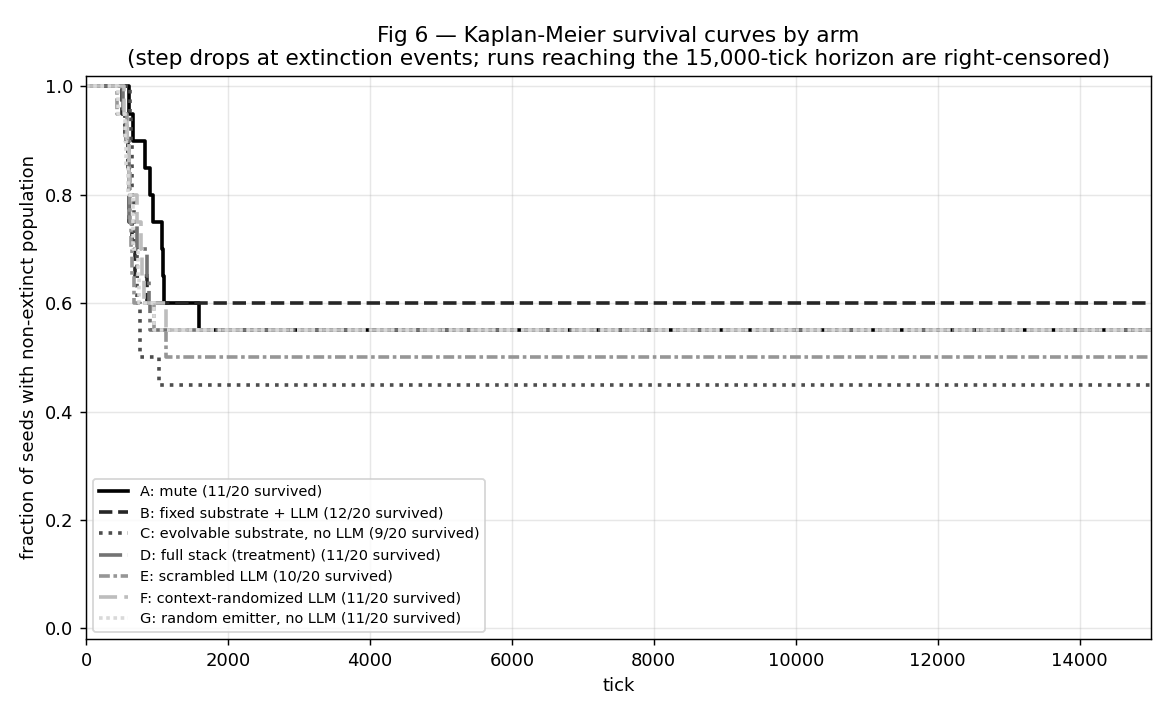 Fig 6 — Kaplan-Meier survival curves by arm
(step drops at extinction events; runs reaching the 15,000-tick horizon are right-censored)
fraction of seeds with non-extinct population
1.0
0.8
0.6
0.4
0.2
0.0
A: mute (11/20 survived)
B: fixed substrate + LLM (12/20 survived)
C: evolvable substrate, no LLM (9/20 survived)
D: full stack (treatment) (11/20 survived)
E: scrambled LLM (10/20 survived)
F: context-randomized LLM (11/20 survived)
G: random emitter, no LLM (11/20 survived)
0 2000 4000 6000 8000 10000 12000 14000
tick